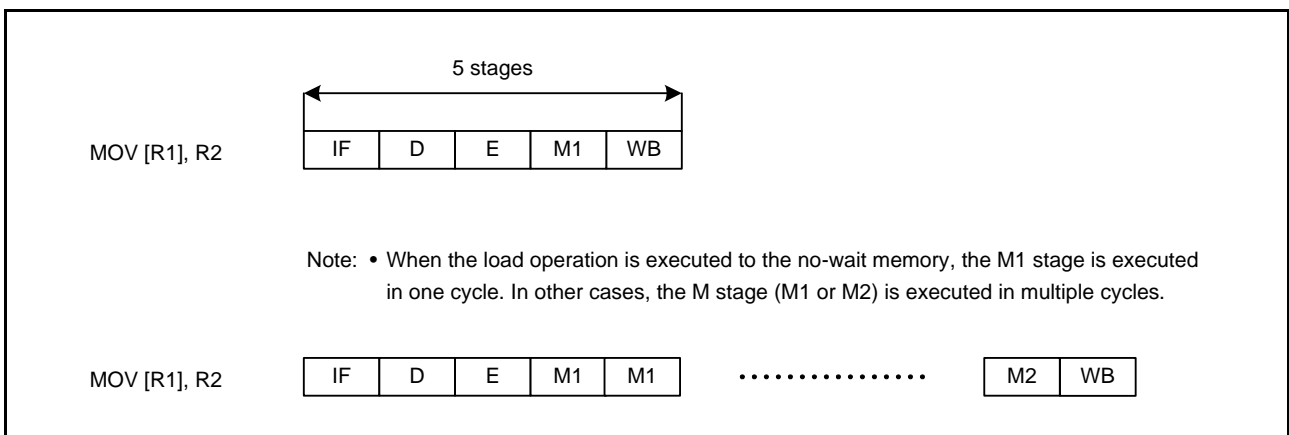 5 stages
MOV [R1], R2 IF D E M1 WB
Note: • When the load operation is executed to the no-wait memory, the M1 stage is executed
in one cycle. In other cases, the M stage (M1 or M2) is executed in multiple cycles.
MOV [R1], R2 IF D E M1 M1 ················ M2 WB